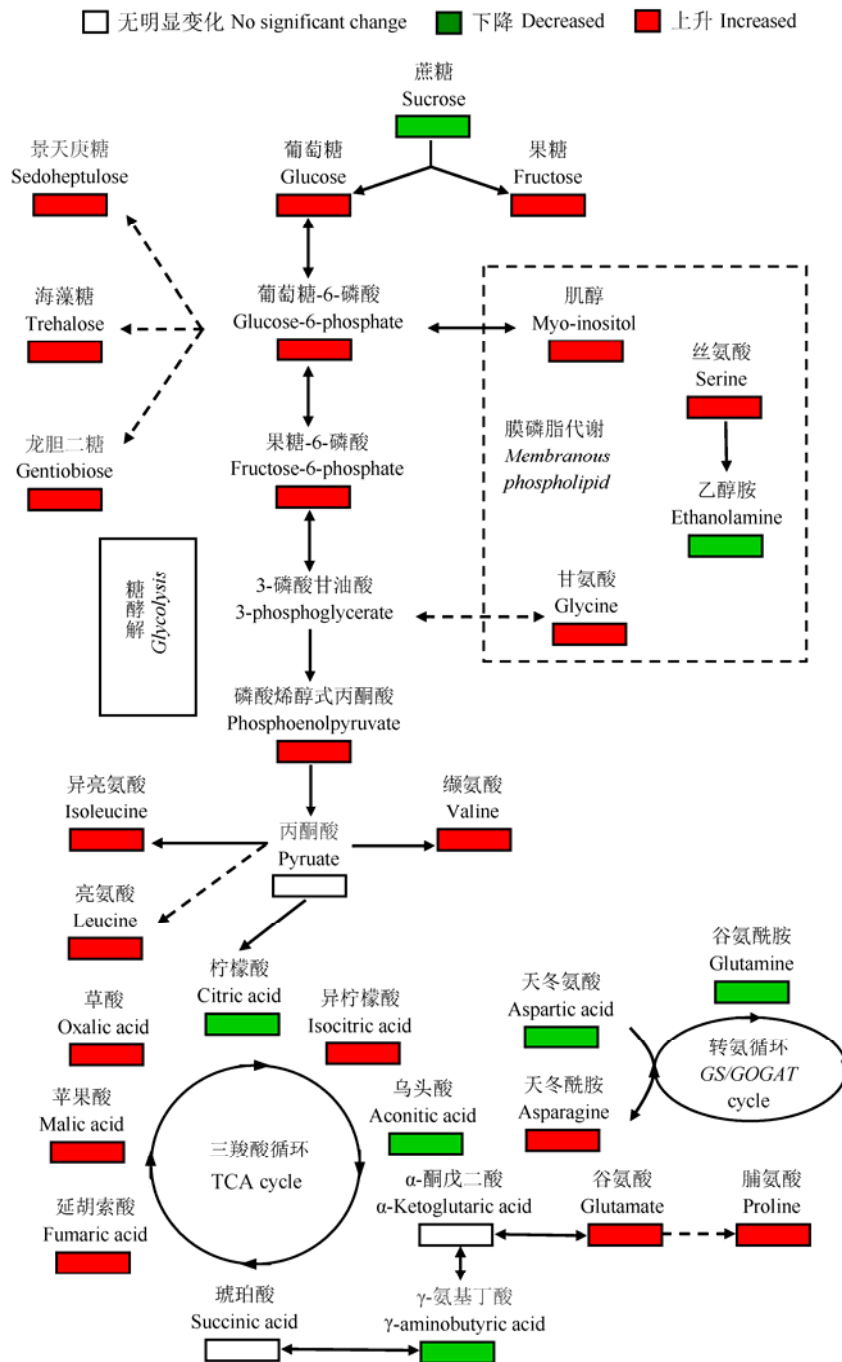 无明显变化 No significant change
下降 Decreased
上升 Increased
蔗糖
Sucrose
景天庚糖
Sedoheptulose
葡萄糖
Glucose
果糖
Fructose
海藻糖
Trehalose
葡萄糖-6-磷酸
Glucose-6-phosphate
肌醇
Myo-inositol
丝氨酸
Serine
龙胆二糖
Gentiobiose
果糖-6-磷酸
Fructose-6-phosphate
膜磷脂代谢
Membranous
phospholipid
乙醇胺
Ethanolamine
糖酵解
Glycolysis
3-磷酸甘油酸
3-phosphoglycerate
甘氨酸
Glycine
磷酸烯醇式丙酮酸
Phosphoenolpyruvate
异亮氨酸
Isoleucine
丙酮酸
Pyruate
缬氨酸
Valine
亮氨酸
Leucine
柠檬酸
Citric acid
草酸
Oxalic acid
异柠檬酸
Isocitric acid
天冬氨酸
Aspartic acid
谷氨酰胺
Glutamine
转氨循环
GS/GOGAT
cycle
苹果酸
Malic acid
乌头酸
Aconitic acid
天冬酰胺
Asparagine
三羧酸循环
TCA cycle
α-酮戊二酸
α-Ketoglutaric acid
谷氨酸
Glutamate
脯氨酸
Proline
延胡索酸
Fumaric acid
琥珀酸
Succinic acid
γ-氨基丁酸
γ-aminobutyric acid